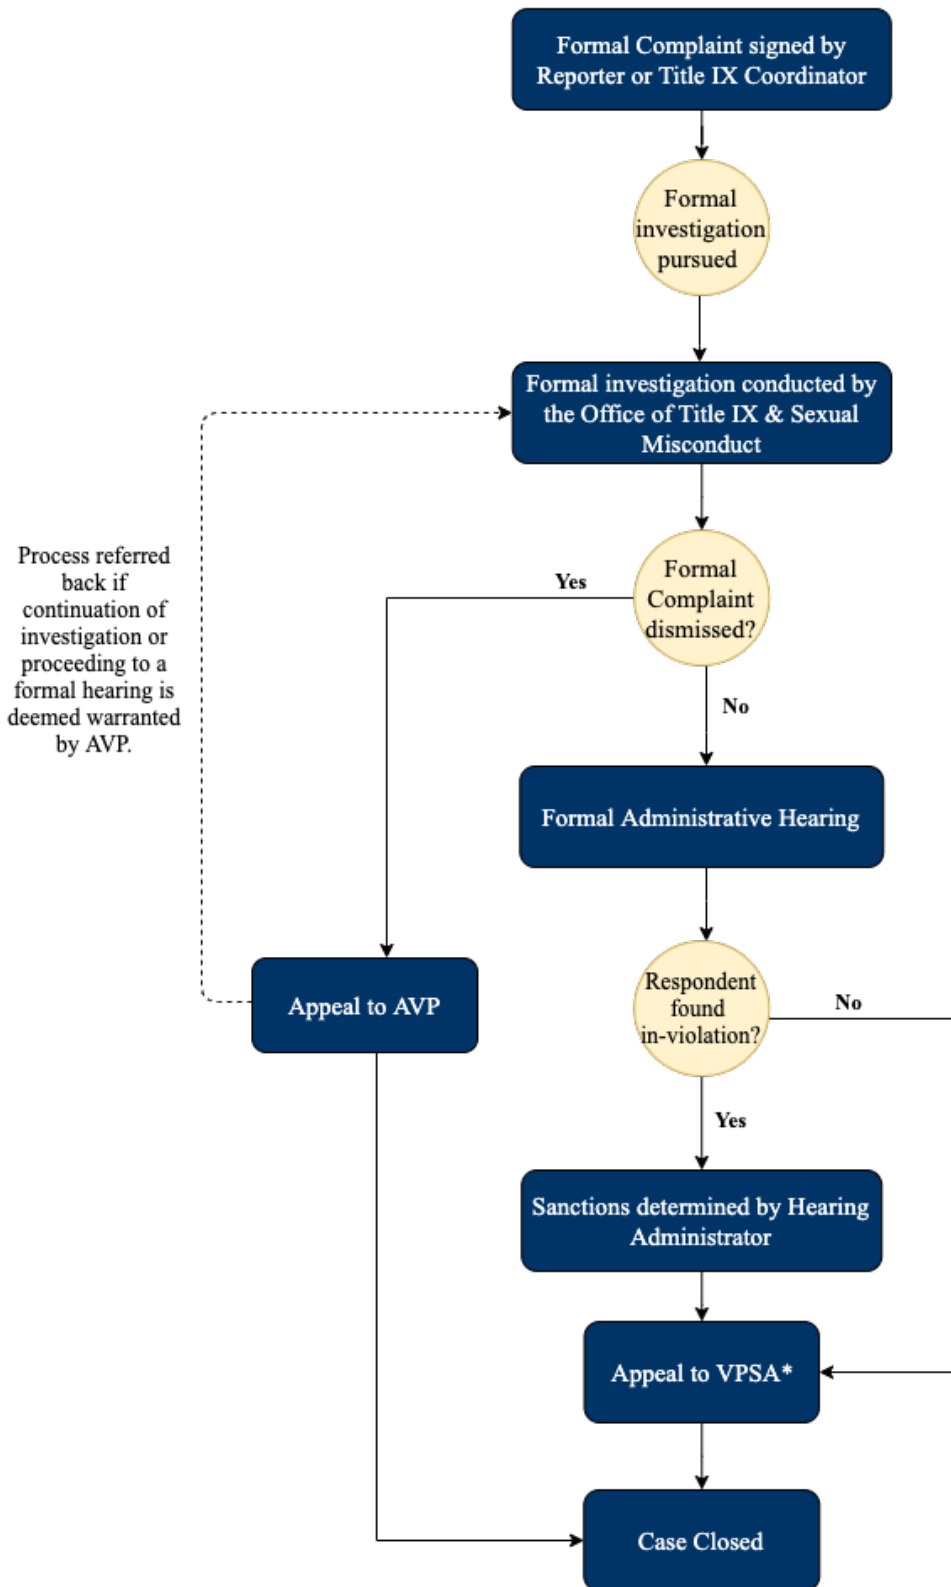 Formal Complaint signed by
Reporter or Title IX Coordinator
Formal
investigation
pursued
Formal investigation conducted by
the Office of Title IX & Sexual
Misconduct
Process referred
back if
continuation of
investigation or
proceeding to a
formal hearing is
deemed warranted
by AVP.
Yes
Formal
Complaint
dismissed?
No
Formal Administrative Hearing
Appeal to AVP
Respondent
found
in-violation?
No
Yes
Sanctions determined by Hearing
Administrator
Appeal to VPSA*
Case Closed